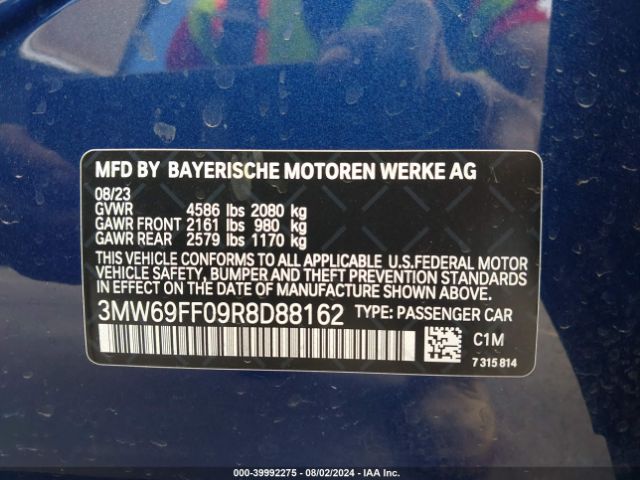 MFD BY BAYERISCHE MOTOREN WERKE AG
08/23
GVWR 4586 lbs 2080 kg
GAWR FRONT 2161 lbs 980 kg
GAWR REAR 2579 lbs 1170 kg
THIS VEHICLE CONFORMS TO ALL APPLICABLE U.S.FEDERAL MOTOR
VEHICLE SAFETY, BUMPER AND THEFT PREVENTION STANDARDS
IN EFFECT ON THE DATE OF MANUFACTURE SHOWN ABOVE.
3MW69FF09R8D88162 TYPE: PASSENGER CAR
C1M
7 315 814
000-39992275 - 08/02/2024 - IAA Inc.